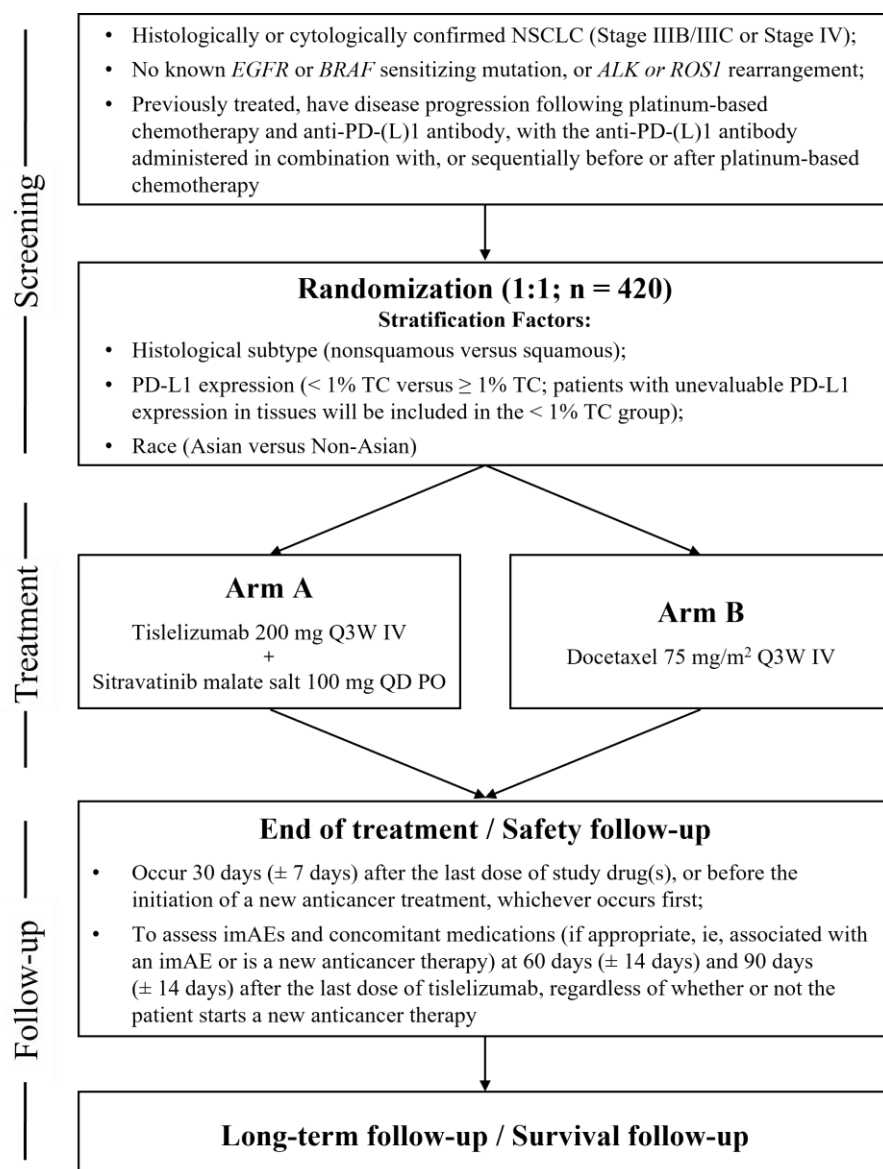 Screening
• Histologically or cytologically confirmed NSCLC (Stage IIIB/IIIC or Stage IV);
• No known EGFR or BRAF sensitizing mutation, or ALK or ROS1 rearrangement;
• Previously treated, have disease progression following platinum-based
chemotherapy and anti-PD-(L)1 antibody, with the anti-PD-(L)1 antibody
administered in combination with, or sequentially before or after platinum-based
chemotherapy
Randomization (1:1; n = 420)
Stratification Factors:
• Histological subtype (nonsquamous versus squamous);
• PD-L1 expression (< 1% TC versus ≥ 1% TC; patients with unevaluable PD-L1
expression in tissues will be included in the < 1% TC group);
• Race (Asian versus Non-Asian)
Treatment
Arm A
Tislelizumab 200 mg Q3W IV
+
Sitravatinib malate salt 100 mg QD PO
Arm B
Docetaxel 75 mg/m² Q3W IV
Follow-up
End of treatment / Safety follow-up
• Occur 30 days (± 7 days) after the last dose of study drug(s), or before the
initiation of a new anticancer treatment, whichever occurs first;
• To assess imAEs and concomitant medications (if appropriate, ie, associated with
an imAE or is a new anticancer therapy) at 60 days (± 14 days) and 90 days
(± 14 days) after the last dose of tislelizumab, regardless of whether or not the
patient starts a new anticancer therapy
Long-term follow-up / Survival follow-up